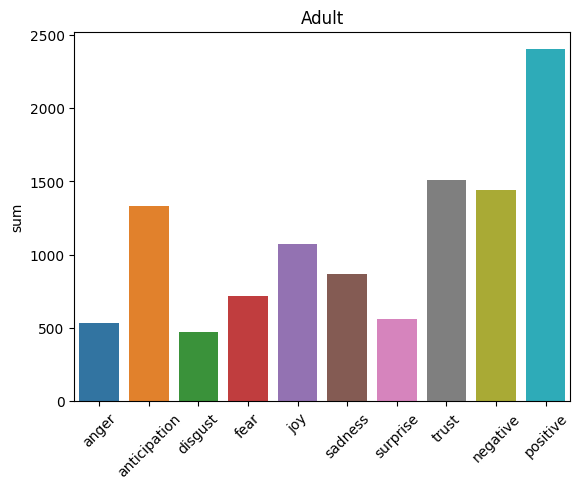 Adult
2500
2000
1500
1000
500
0
sum
anger
anticipation
disgust
fear
joy
sadness
surprise
trust
negative
positive